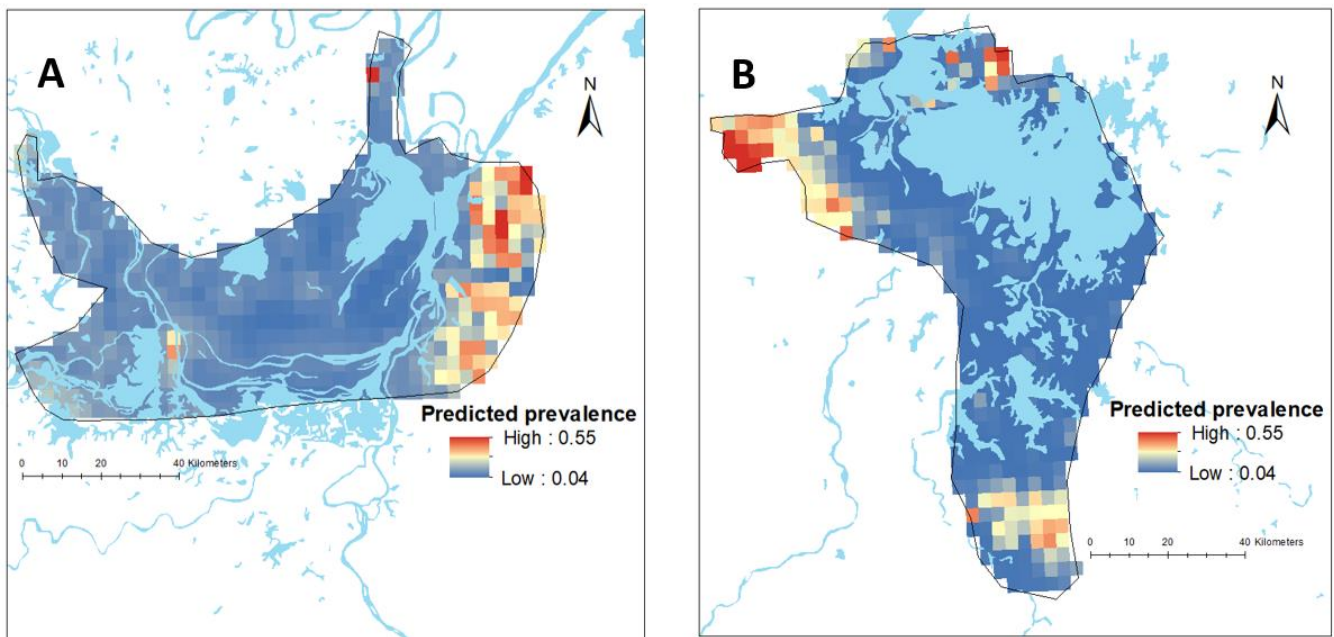 A
N
Predicted prevalence
High : 0.55
Low : 0.04
0 10 20 40 Kilometers
B
N
Predicted prevalence
High : 0.55
Low : 0.04
0 10 20 40 Kilometers